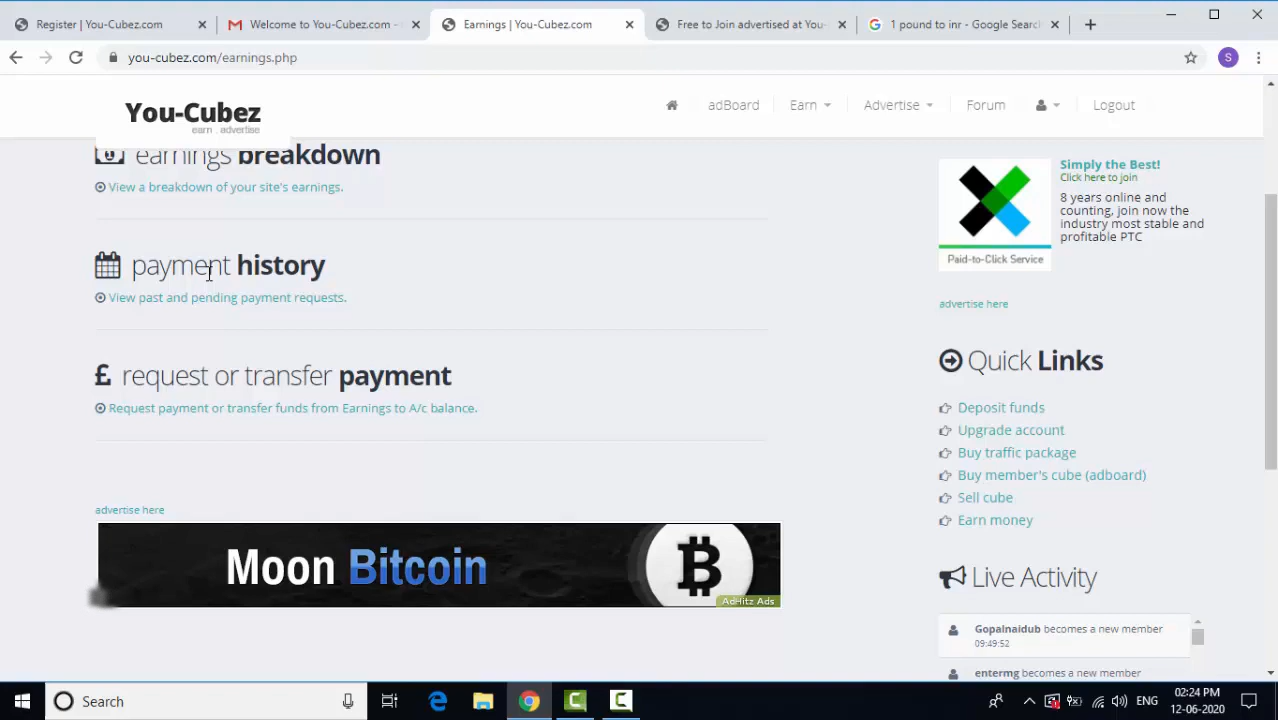 Register | You-Cubez.com
Welcome to You-Cubez.com -
Earnings | You-Cubez.com
Free to Join advertised at You-
1 pound to inr - Google Search
you-cubez.com/earnings.php
S
You-Cubez
earn . advertise
adBoard
Earn
Advertise
Forum
Logout
earnings breakdown
View a breakdown of your site's earnings.
payment history
View past and pending payment requests.
£ request or transfer payment
Request payment or transfer funds from Earnings to A/c balance.
advertise here
Moon Bitcoin
AdHitz Ads
Simply the Best!
Click here to join
8 years online and
counting, join now the
industry most stable and
profitable PTC
Paid-to-Click Service
advertise here
Quick Links
Deposit funds
Upgrade account
Buy traffic package
Buy member's cube (adboard)
Sell cube
Earn money
Live Activity
Gopalnaidub becomes a new member
09:49:52
entermg becomes a new member
Search
ENG
02:24 PM
12-06-2020